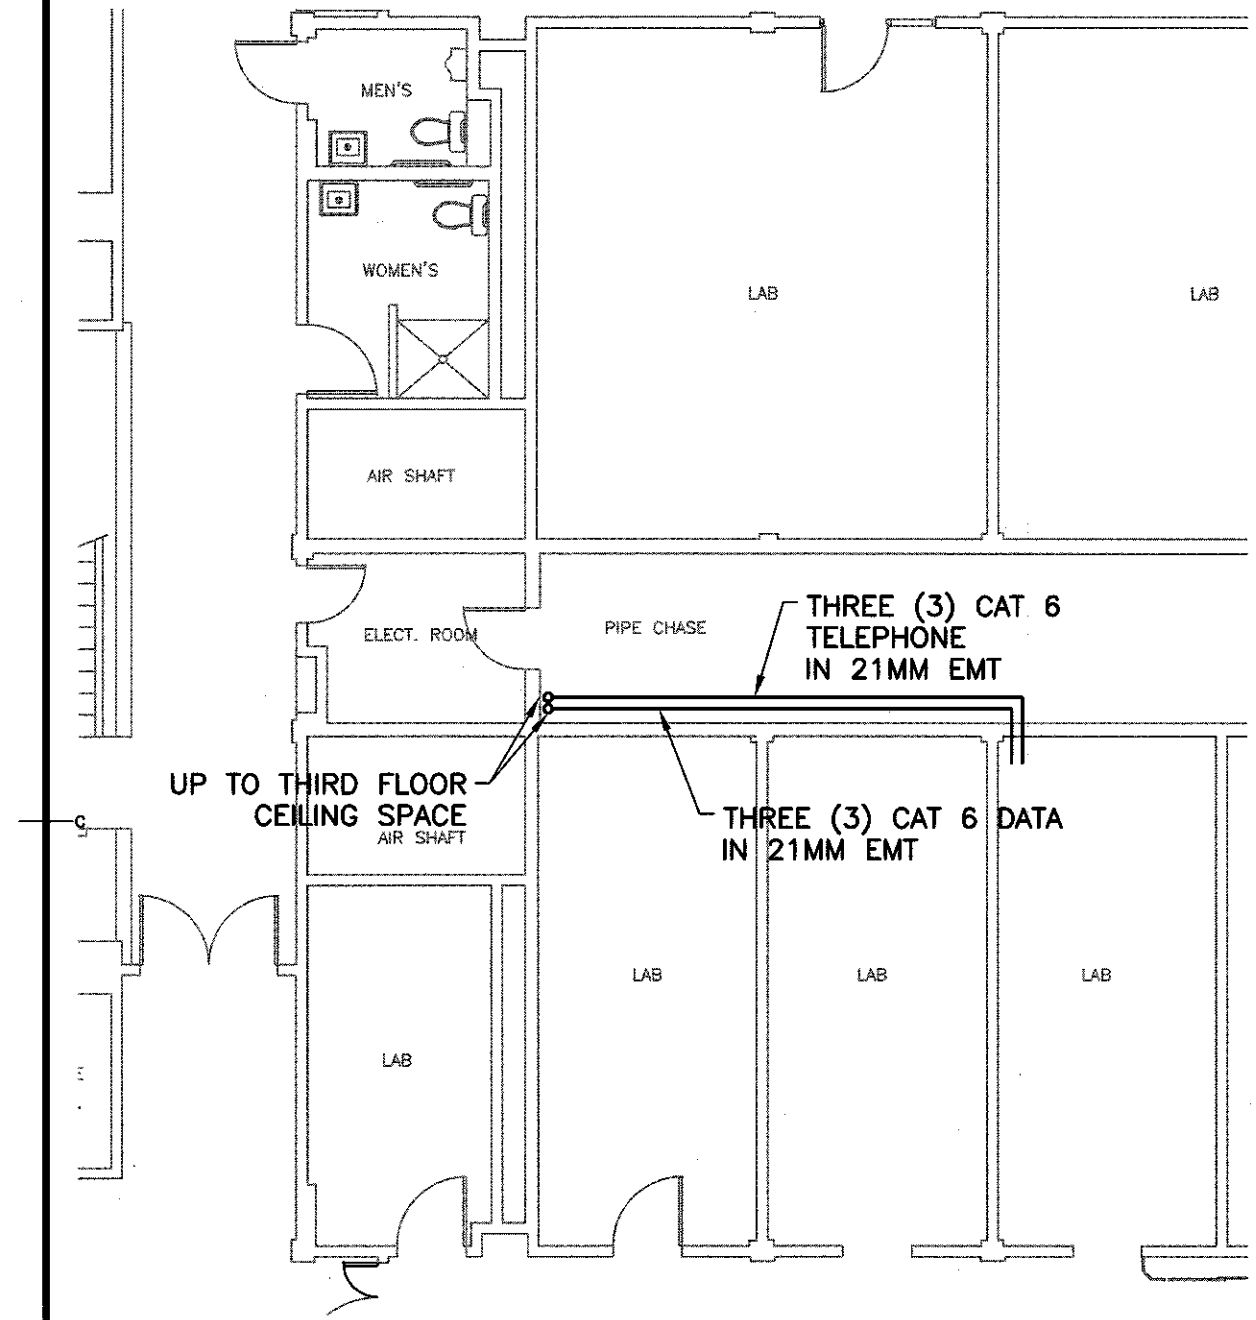 MEN'S
WOMEN'S
LAB
LAB
AIR SHAFT
ELECT. ROOM
PIPE CHASE
THREE (3) CAT 6
TELEPHONE
IN 21MM EMT
UP TO THIRD FLOOR
CEILING SPACE
THREE (3) CAT 6 DATA
IN 21MM EMT
C
AIR SHAFT
LAB
LAB
LAB
LAB